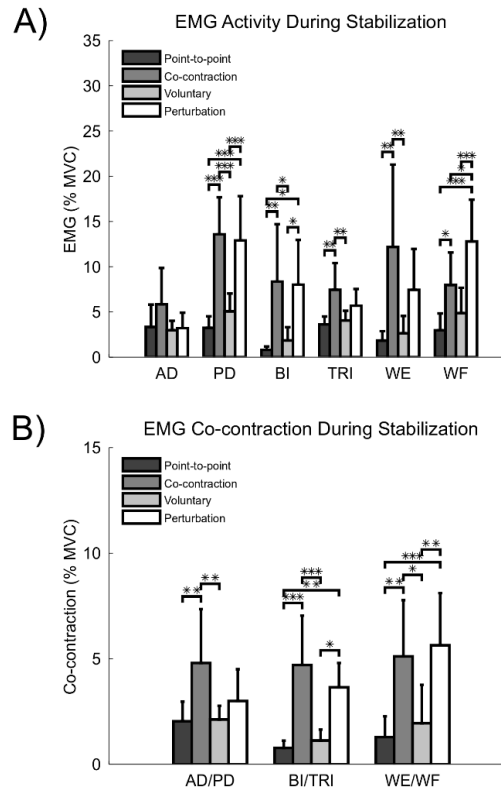 A)
EMG Activity During Stabilization
35
30
25
20
15
10
5
0
EMG (% MVC)
Point-to-point
Co-contraction
Voluntary
Perturbation
*** *** *** ***
** * * *
** **
** **
* *** * ***
AD PD BI TRI WE WF
B)
EMG Co-contraction During Stabilization
15
10
5
0
Co-contraction (% MVC)
Point-to-point
Co-contraction
Voluntary
Perturbation
** **
*** *** ** *
** * *** **
AD/PD BI/TRI WE/WF